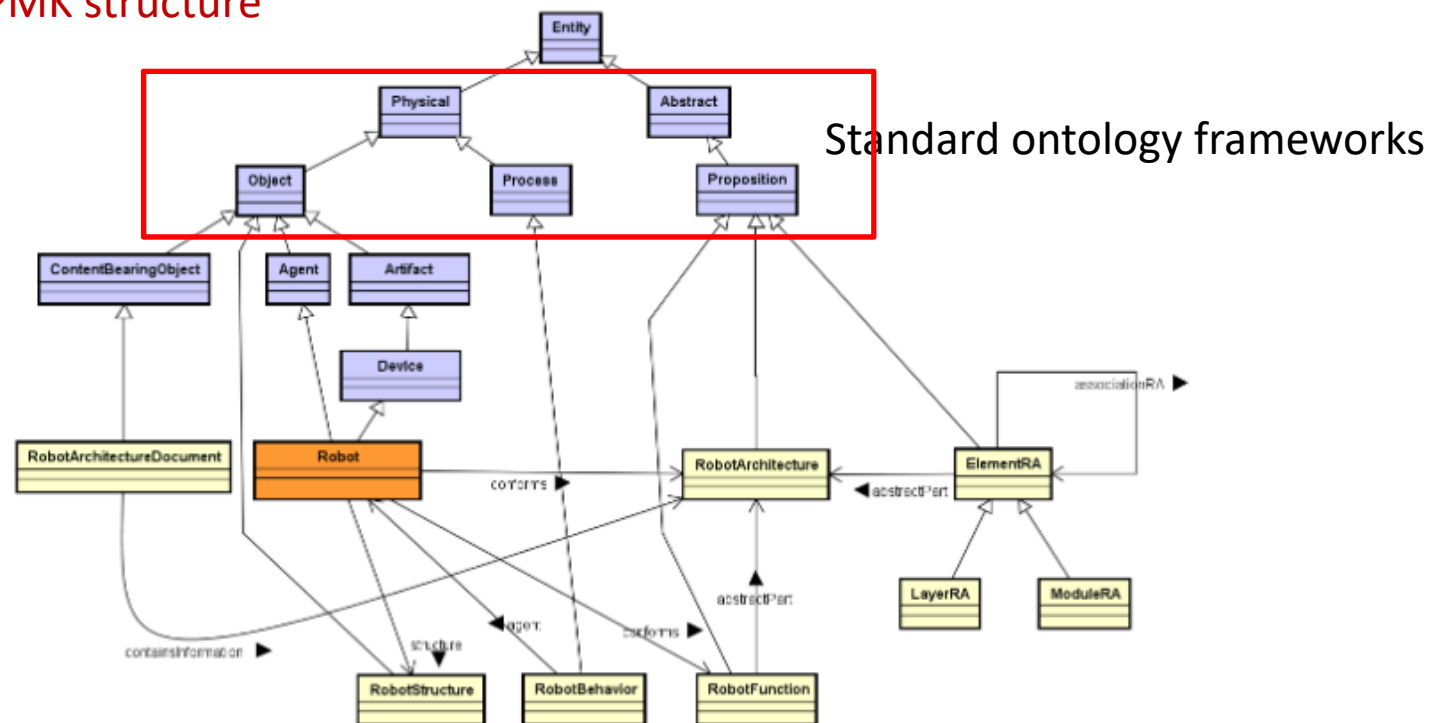 PMK structure
Entity
Physical
Abstract
Standard ontology frameworks
Object
Process
Proposition
ContentBearingObject
Agent
Artifact
Device
associationRA ▶
RobotArchitectureDocument
Robot
RobotArchitecture
ElementRA
conforms ▶
◀abstractPart
LayerRA
ModuleRA
abstractPart
◀agent
conforms ▶
structure
containsInformation ▶
RobotStructure
RobotBehavior
RobotFunction